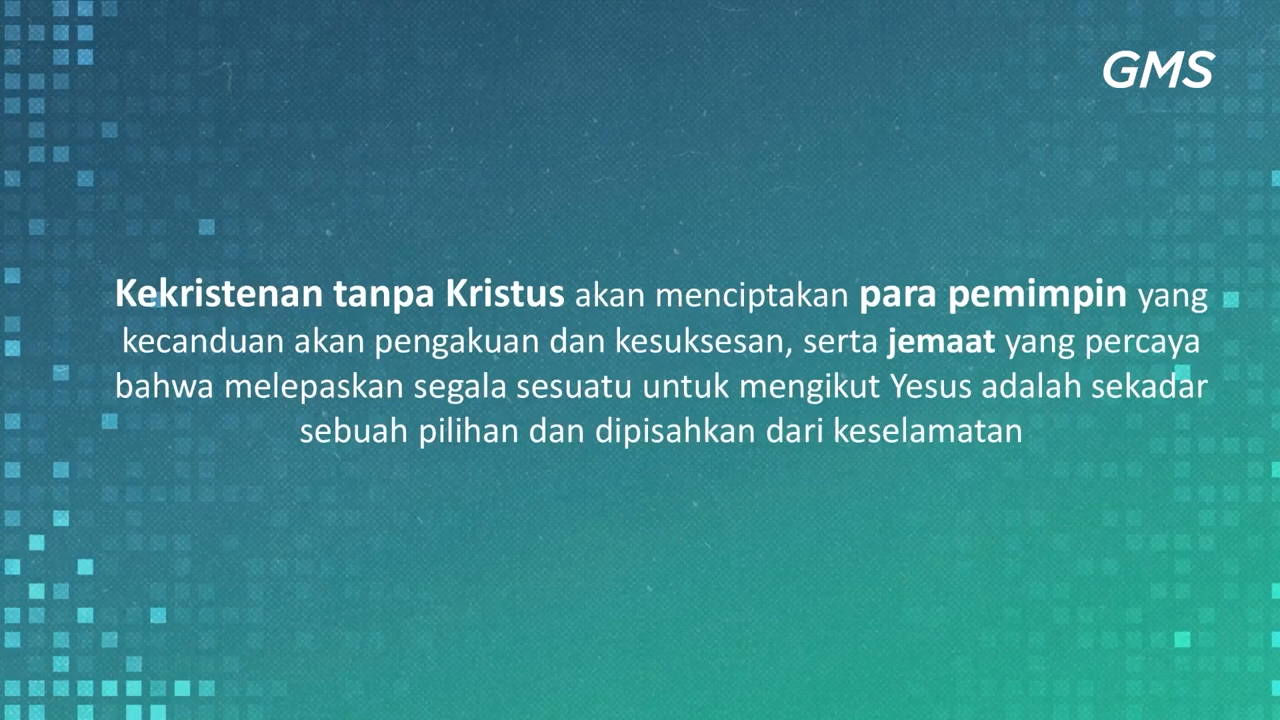 GMS
Kekristenan tanpa Kristus akan menciptakan para pemimpin yang
kecanduan akan pengakuan dan kesuksesan, serta jemaat yang percaya
bahwa melepaskan segala sesuatu untuk mengikut Yesus adalah sekadar
sebuah pilihan dan dipisahkan dari keselamatan